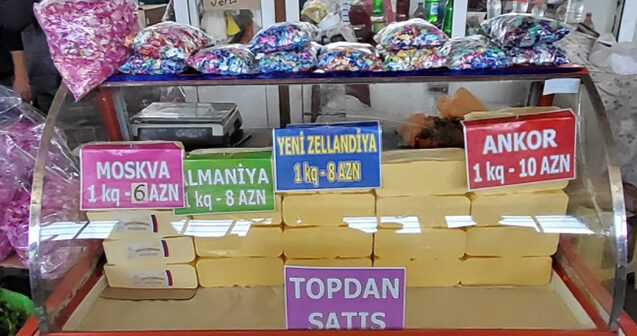 MOSKVA
1 kq - 6 AZN
ALMANİYA
1 kq - 8 AZN
YENİ ZELLANDİYA
1 kq - 8 AZN
ANKOR
1 kq - 10 AZN
TOPDAN
SATIŞ